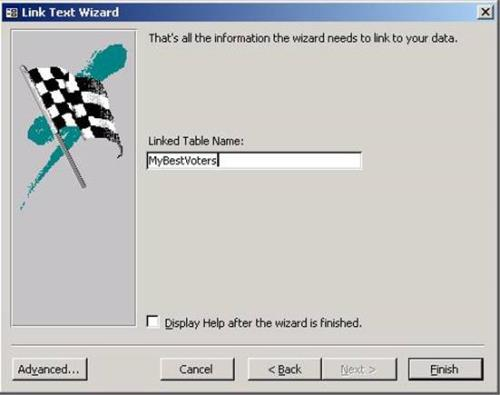 Link Text Wizard
That's all the information the wizard needs to link to your data.
Linked Table Name:
MyBestVoters
Display Help after the wizard is finished.
Advanced... Cancel < Back Next > Finish